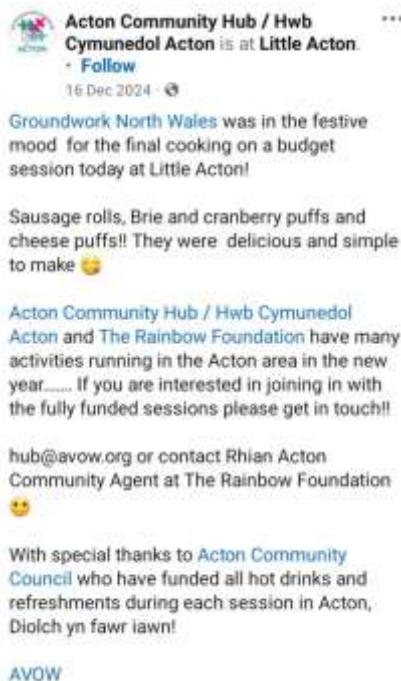 Acton Community Hub / Hwb
Cymunedol Acton is at Little Acton.
· Follow
16 Dec 2024 ·
Groundwork North Wales was in the festive
mood for the final cooking on a budget
session today at Little Acton!
Sausage rolls, Brie and cranberry puffs and
cheese puffs!! They were delicious and simple
to make 😋
Acton Community Hub / Hwb Cymunedol
Acton and The Rainbow Foundation have many
activities running in the Acton area in the new
year...... If you are interested in joining in with
the fully funded sessions please get in touch!!
hub@avow.org or contact Rhian Acton
Community Agent at The Rainbow Foundation
🙂
With special thanks to Acton Community
Council who have funded all hot drinks and
refreshments during each session in Acton,
Diolch yn fawr iawn!
AVOW